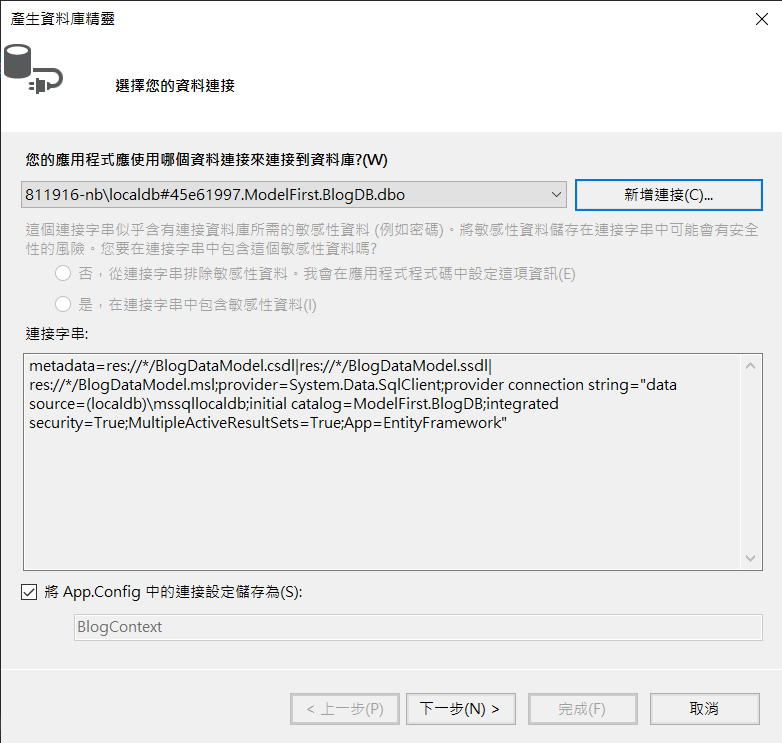 產生資料庫精靈
選擇您的資料連接
您的應用程式應使用哪個資料連接來連接到資料庫?(W)
811916-nb\localdb#45e61997.ModelFirst.BlogDB.dbo
新增連接(C)...
這個連接字串似乎含有連接資料庫所需的敏感性資料 (例如密碼)。將敏感性資料儲存在連接字串中可能會有安全
性的風險。您要在連接字串中包含這個敏感性資料嗎?
否，從連接字串排除敏感性資料。我會在應用程式程式碼中設定這項資訊(E)
是，在連接字串中包含敏感性資料(I)
連接字串:
metadata=res://*/BlogDataModel.csdl|res://*/BlogDataModel.ssdl|
res://*/BlogDataModel.msl;provider=System.Data.SqlClient;provider connection string="data
source=(localdb)\mssqllocaldb;initial catalog=ModelFirst.BlogDB;integrated
security=True;MultipleActiveResultSets=True;App=EntityFramework"
將 App.Config 中的連接設定儲存為(S):
BlogContext
< 上一步(P)
下一步(N) >
完成(F)
取消